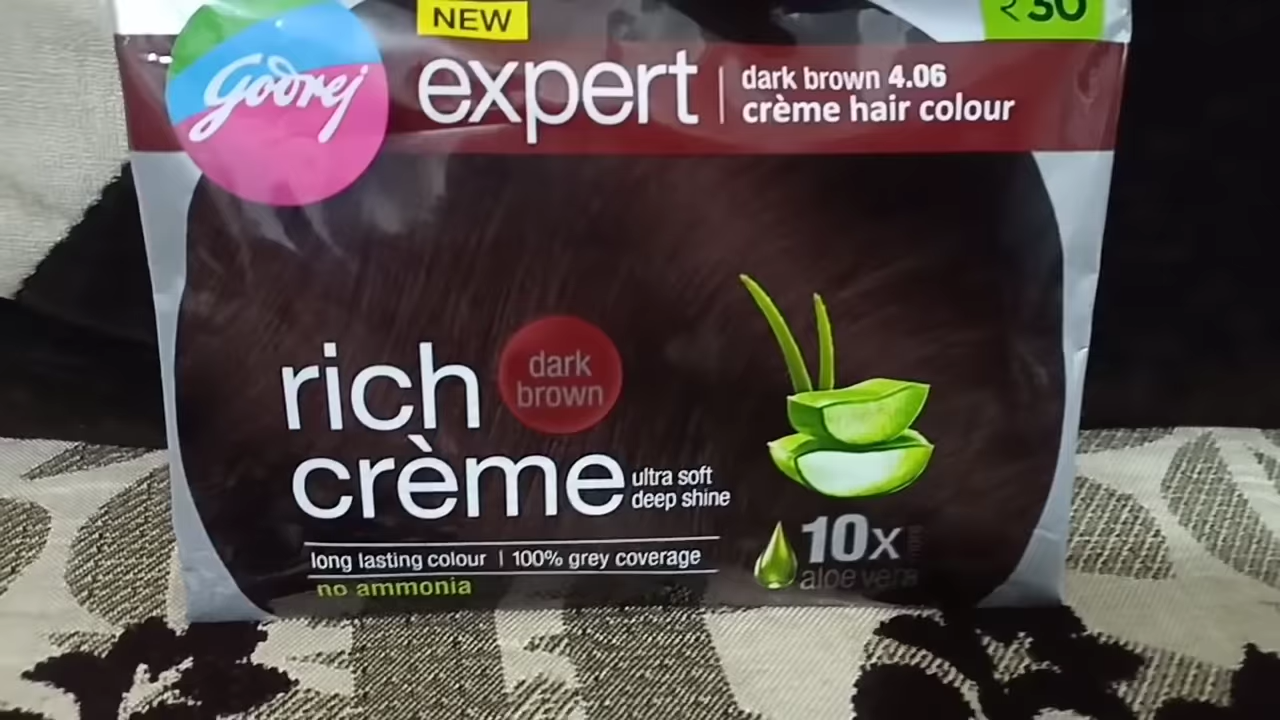 NEW
₹30
Godrej
expert
dark brown 4.06
crème hair colour
rich
dark
brown
crème
ultra soft
deep shine
long lasting colour | 100% grey coverage
no ammonia
10x
aloe vera